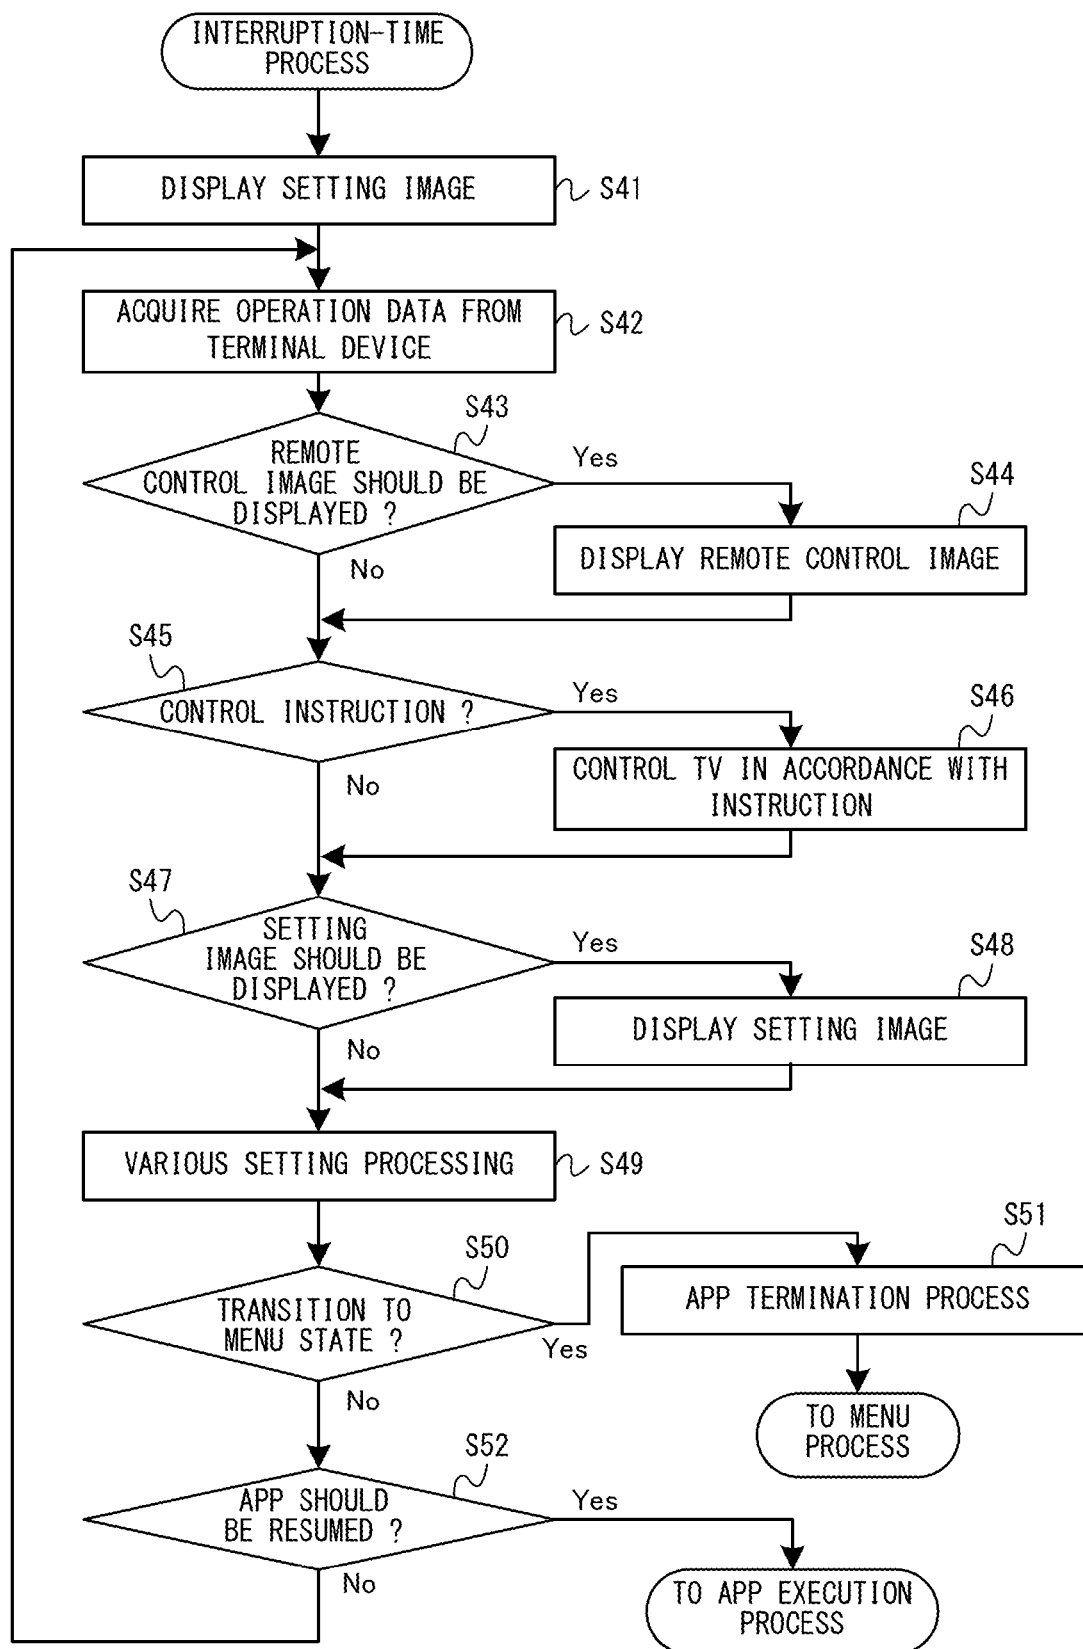 INTERRUPTION-TIME
PROCESS
DISPLAY SETTING IMAGE
S41
ACQUIRE OPERATION DATA FROM
TERMINAL DEVICE
S42
S43
REMOTE
CONTROL IMAGE SHOULD BE
DISPLAYED ?
Yes
No
S44
DISPLAY REMOTE CONTROL IMAGE
S45
CONTROL INSTRUCTION ?
Yes
No
S46
CONTROL TV IN ACCORDANCE WITH
INSTRUCTION
S47
SETTING
IMAGE SHOULD BE
DISPLAYED ?
Yes
No
S48
DISPLAY SETTING IMAGE
VARIOUS SETTING PROCESSING
S49
S50
TRANSITION TO
MENU STATE ?
Yes
No
S51
APP TERMINATION PROCESS
TO MENU
PROCESS
S52
APP SHOULD
BE RESUMED ?
Yes
No
TO APP EXECUTION
PROCESS